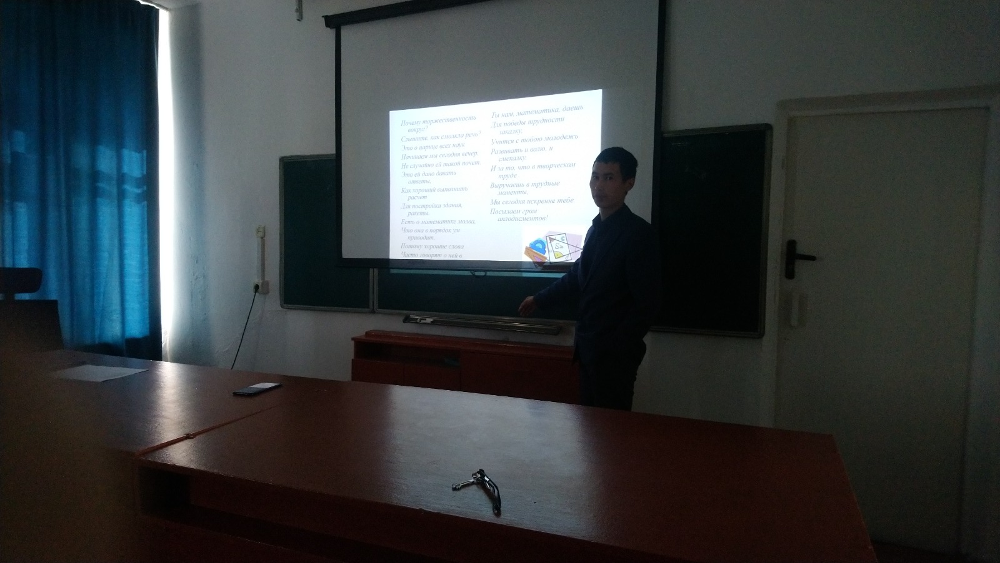 Почему торжественность
вокруг?
Слышите, как смолкла речь?
Это о царице всех наук
Начинаем мы сегодня вечер.
Не случайно ей такой почет.
Это ей дано давать
ответы,
Как хороший выполнить
расчет
Для постройки здания,
ракеты.
Есть о математике молва,
Что она в порядок ум
приводит,
Потому хорошие слова
Часто говорят о ней в
Ты нам, математика, даешь
Для победы трудности
закалку,
Учится с тобою молодежь
Развивать и волю, и
смекалку.
И за то, что в творческом
труде
Выручаешь в трудные
моменты,
Мы сегодня искренне тебе
Посылаем гром
аплодисментов!